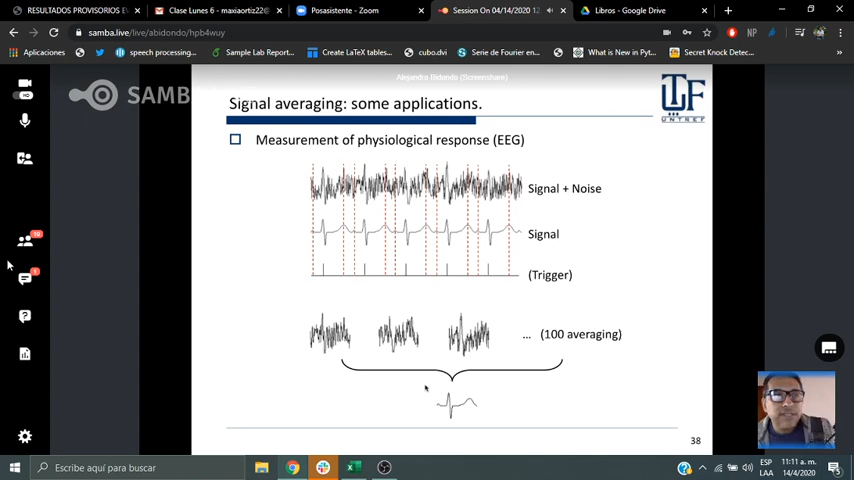 RESULTADOS PROVISORIOS E
Clase Lunes 6 - maxiaortiz22@
Posasistente - Zoom
Session On 04/14/2020 12
Libros - Google Drive
samba.live/live/abidondo/hpb4wuy
Aplicaciones
speech processing...
Sample Lab Report...
Create LaTeX tables...
cubo.dvi
Serie de Fourier en...
What is New in Pyt...
Secret Knock Detec...
Alejandro Bidondo (Screenshare)
SAMB
HD
Signal averaging: some applications.
UNTREF
Measurement of physiological response (EEG)
Signal + Noise
Signal
(Trigger)
10
1
... (100 averaging)
38
Escribe aquí para buscar
ESP
LAA
11:11 a. m.
14/4/2020
5